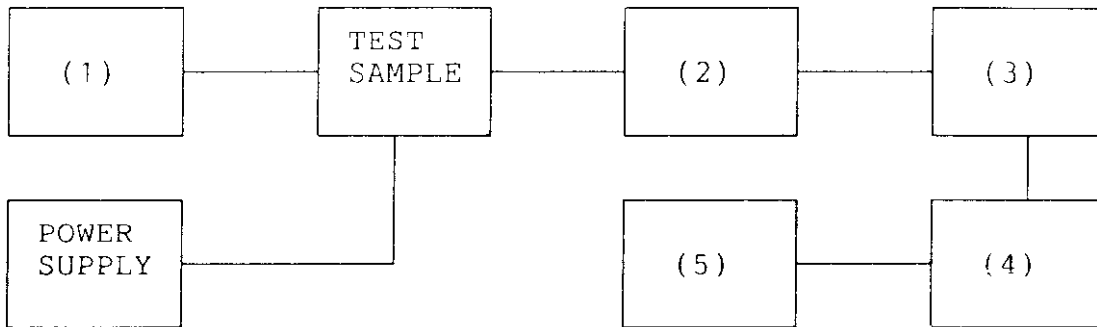 (1)
TEST
SAMPLE
(2)
(3)
POWER
SUPPLY
(5)
(4)